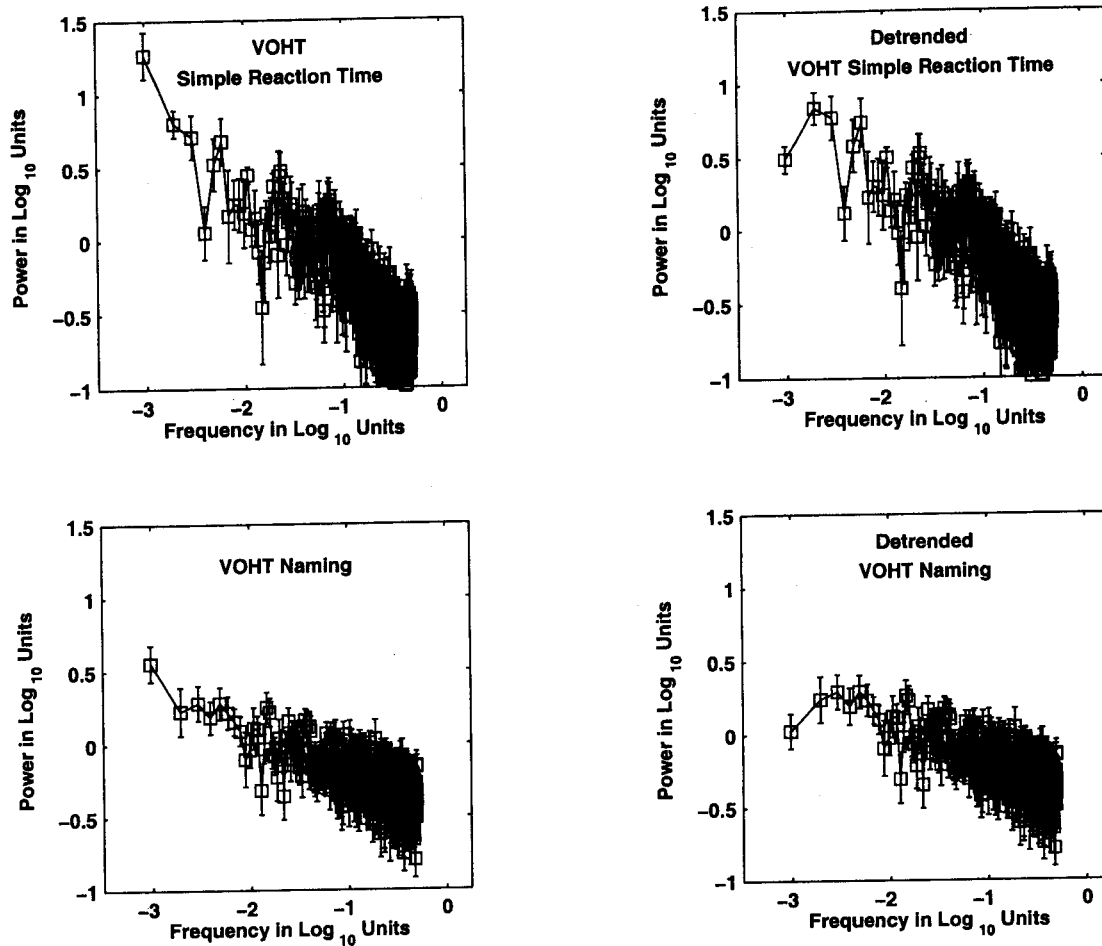 VOHT
Simple Reaction Time
Power in Log 10 Units
1.5
1
0.5
0
−0.5
−1
−3
−2
−1
0
Frequency in Log 10 Units
Detrended
VOHT Simple Reaction Time
Power in Log 10 Units
1.5
1
0.5
0
−0.5
−1
−3
−2
−1
0
Frequency in Log 10 Units
VOHT Naming
Power in Log 10 Units
1.5
1
0.5
0
−0.5
−1
−3
−2
−1
0
Frequency in Log 10 Units
Detrended
VOHT Naming
Power in Log 10 Units
1.5
1
0.5
0
−0.5
−1
−3
−2
−1
0
Frequency in Log 10 Units